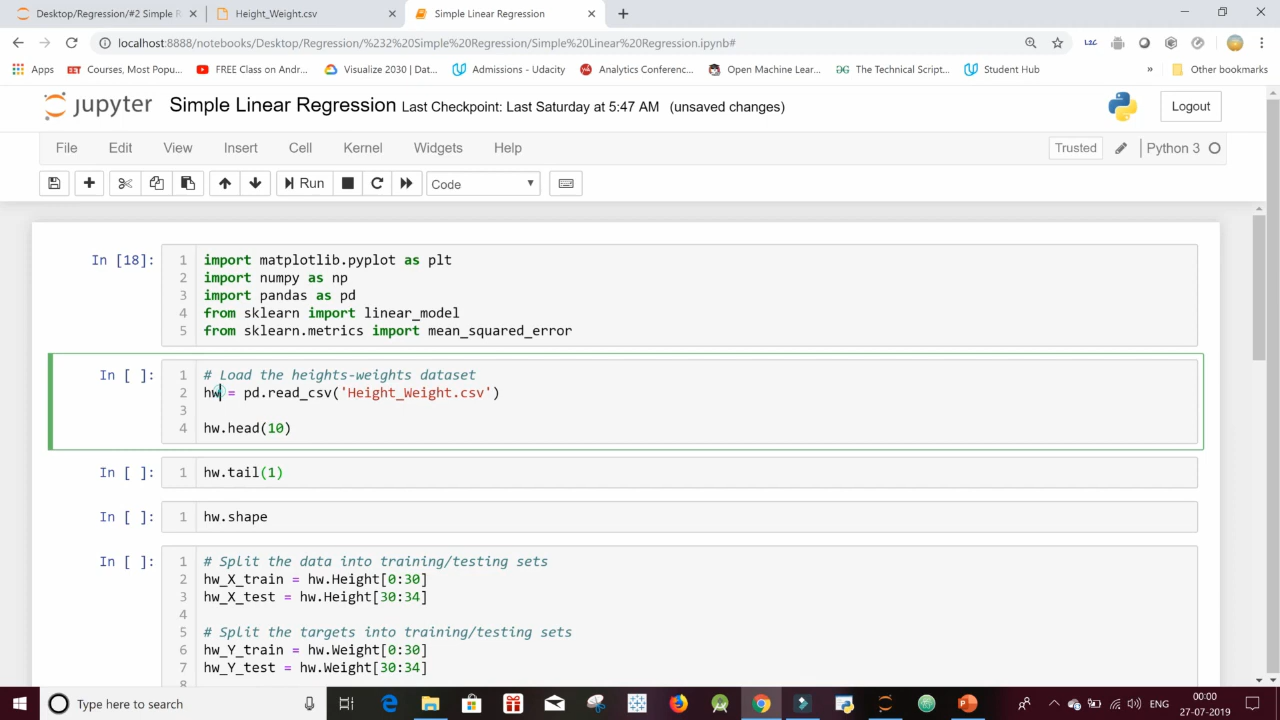 Desktop/Regression/#2 Simple R
Height_Weight.csv
Simple Linear Regression
localhost:8888/notebooks/Desktop/Regression/%232%20Simple%20Regression/Simple%20Linear%20Regression.ipynb#
Apps
Courses, Most Popu...
FREE Class on Andr...
Visualize 2030 | Dat...
Admissions - Udacity
Analytics Conferenc...
Open Machine Lear...
The Technical Script...
Student Hub
»
Other bookmarks
jupyter Simple Linear Regression Last Checkpoint: Last Saturday at 5:47 AM (unsaved changes)
Logout
File Edit View Insert Cell Kernel Widgets Help
Trusted
Python 3
Run
Code
In [18]:
1 import matplotlib.pyplot as plt
2 import numpy as np
3 import pandas as pd
4 from sklearn import linear_model
5 from sklearn.metrics import mean_squared_error
In [ ]:
1 # Load the heights-weights dataset
2 hw = pd.read_csv('Height_Weight.csv')
3
4 hw.head(10)
In [ ]: 1 hw.tail(1)
In [ ]: 1 hw.shape
In [ ]:
1 # Split the data into training/testing sets
2 hw_X_train = hw.Height[0:30]
3 hw_X_test = hw.Height[30:34]
4
5 # Split the targets into training/testing sets
6 hw_Y_train = hw.Weight[0:30]
7 hw_Y_test = hw.Weight[30:34]
8
Type here to search
ENG
00:00
27-07-2019